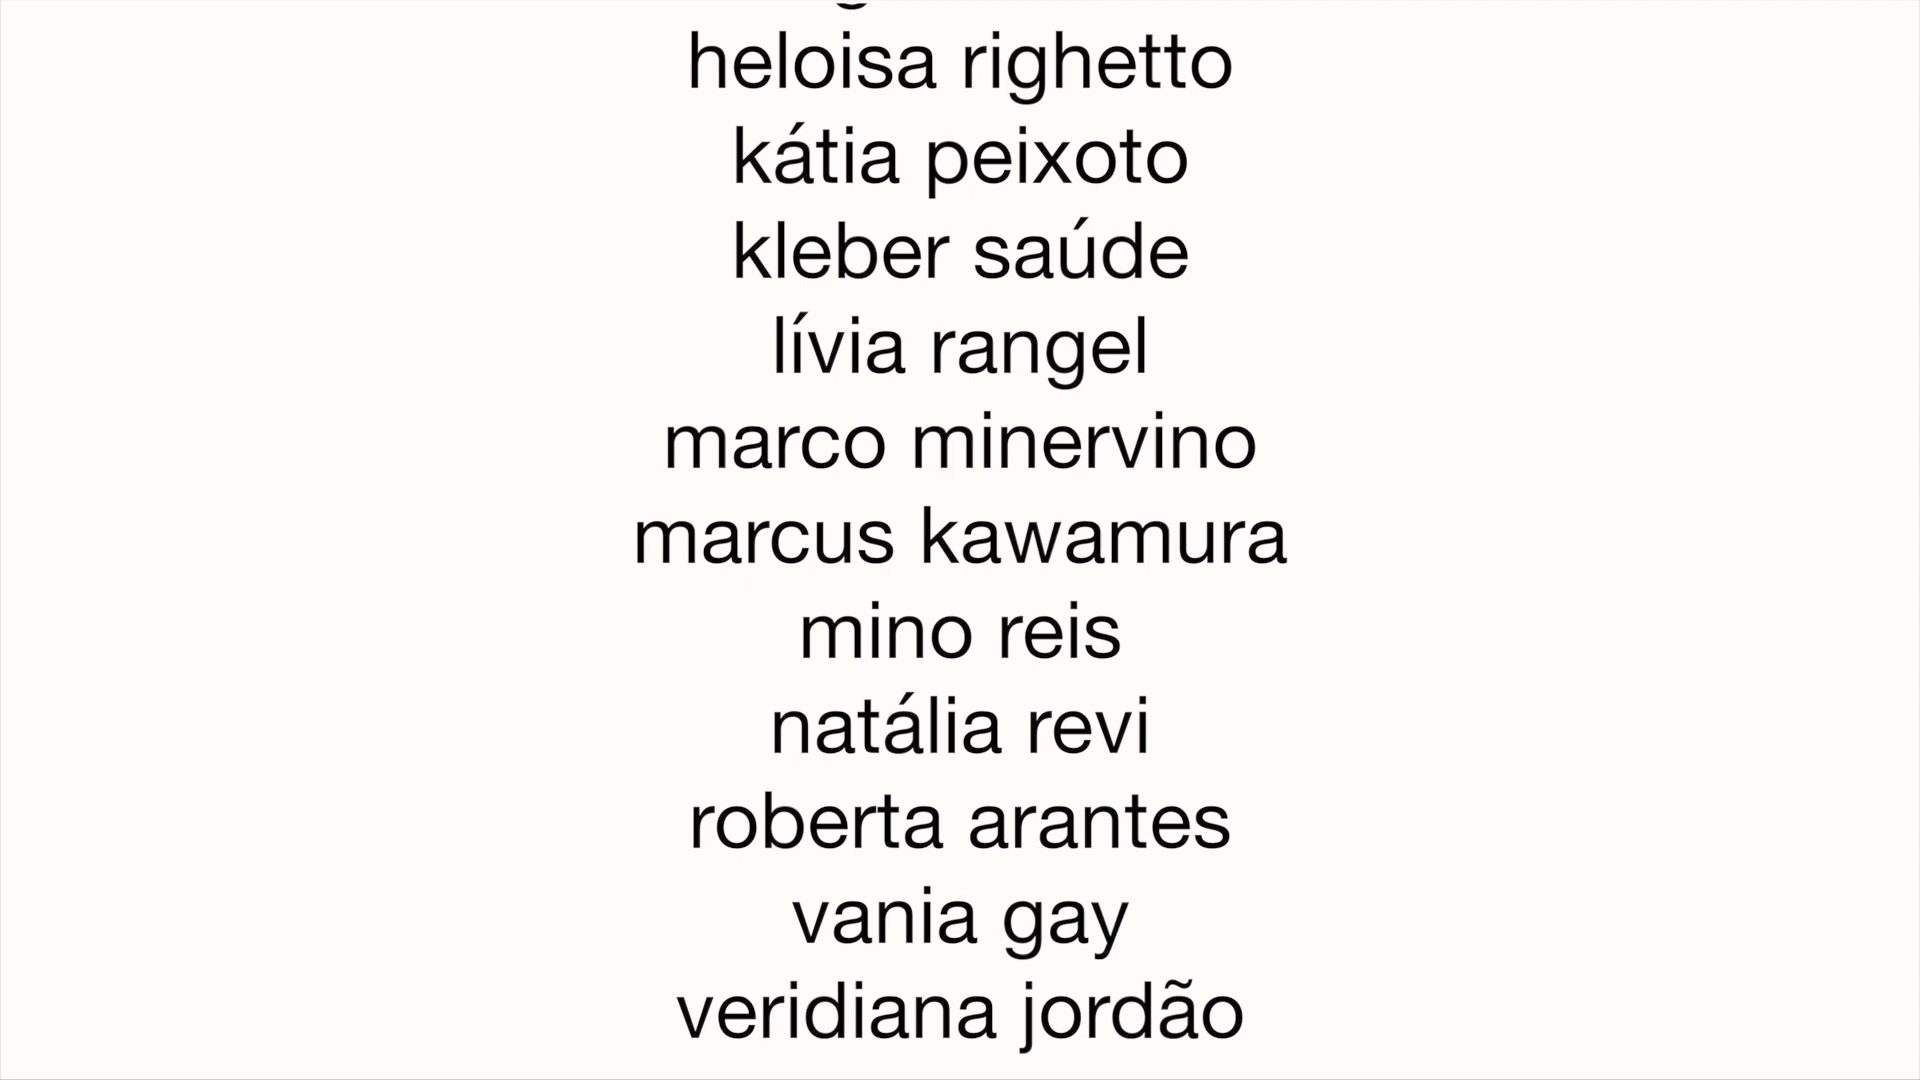 heloisa righetto
kátia peixoto
kleber saúde
lívia rangel
marco minervino
marcus kawamura
mino reis
natália revi
roberta arantes
vania gay
veridiana jordão